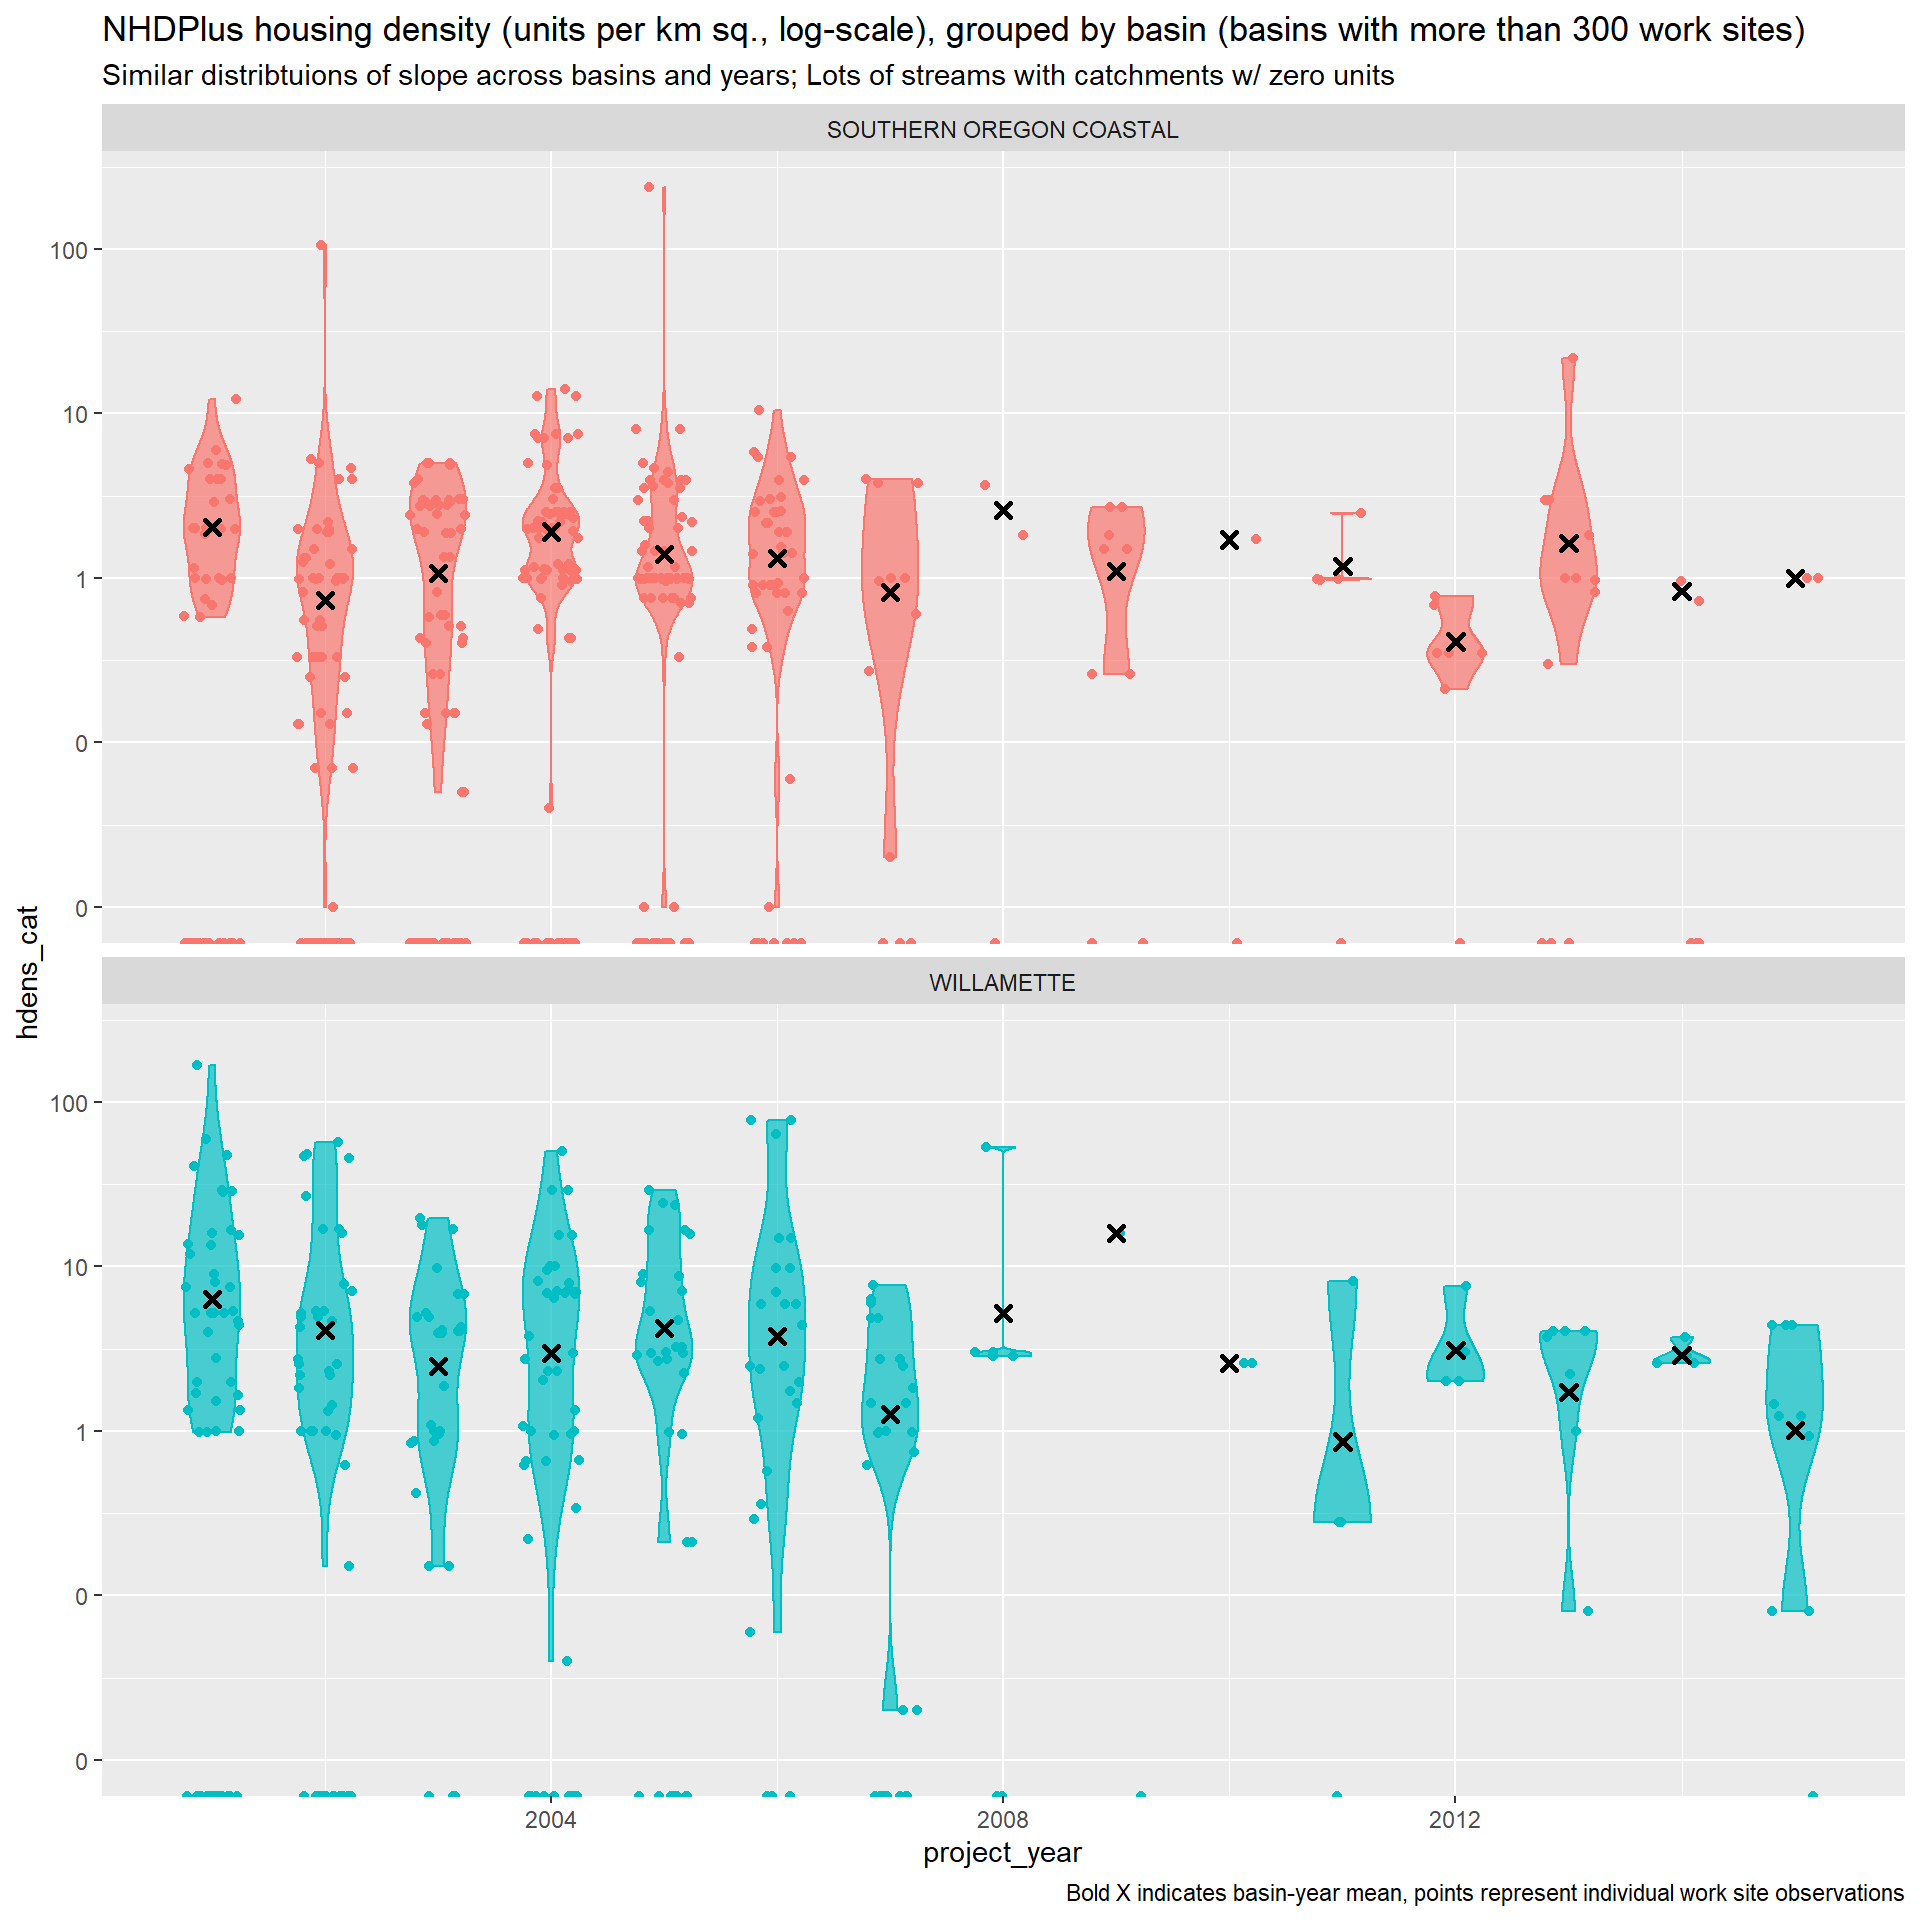 NHDPlus housing density (units per km sq., log-scale), grouped by basin (basins with more than 300 work sites)
Similar distribtuions of slope across basins and years; Lots of streams with catchments w/ zero units
SOUTHERN OREGON COASTAL
100
10
1
0
0
hdens_cat
WILLAMETTE
100
10
1
0
0
2004
2008
2012
project_year
Bold X indicates basin-year mean, points represent individual work site observations